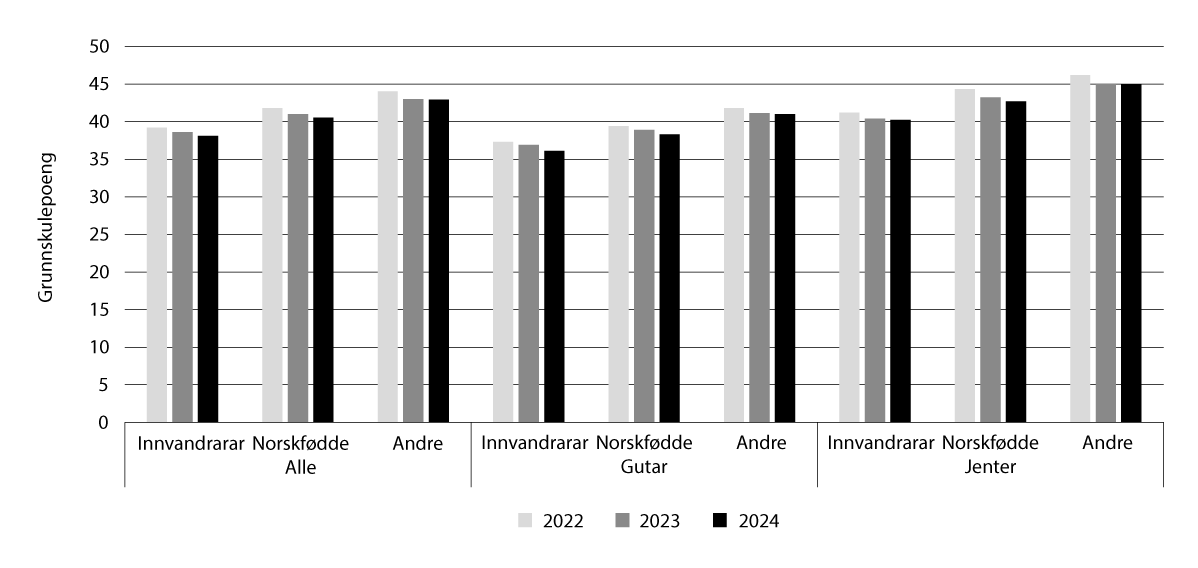 50
45
40
35
30
25
20
15
10
5
0
Grunnskulepoeng
Innvandrarar Norskfødde Andre Innvandrarar Norskfødde Andre Innvandrarar Norskfødde Andre
Alle Gutar Jenter
2022 2023 2024